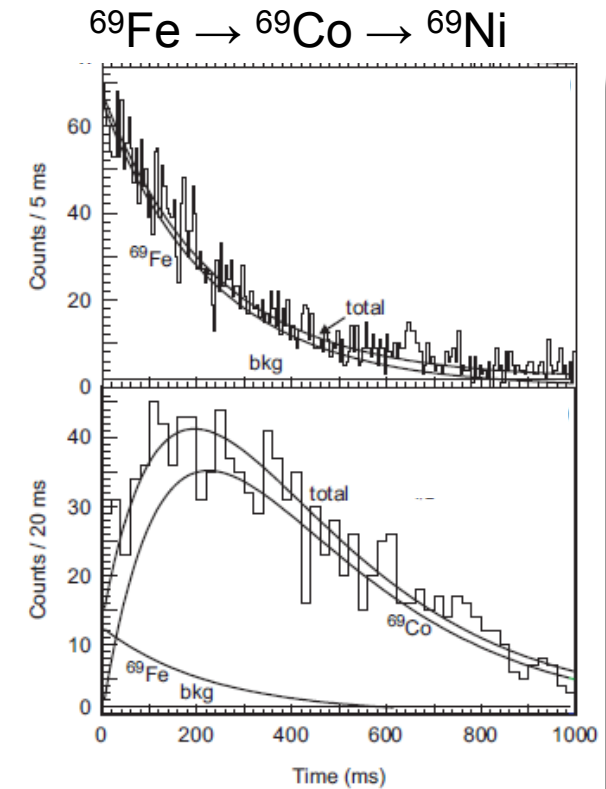 ⁶⁹Fe → ⁶⁹Co → ⁶⁹Ni
Counts / 5 ms
60
40
20
0
⁶⁹Fe
total
bkg
Counts / 20 ms
40
30
20
10
0
total
⁶⁹Co
⁶⁹Fe
bkg
0 200 400 600 800 1000
Time (ms)